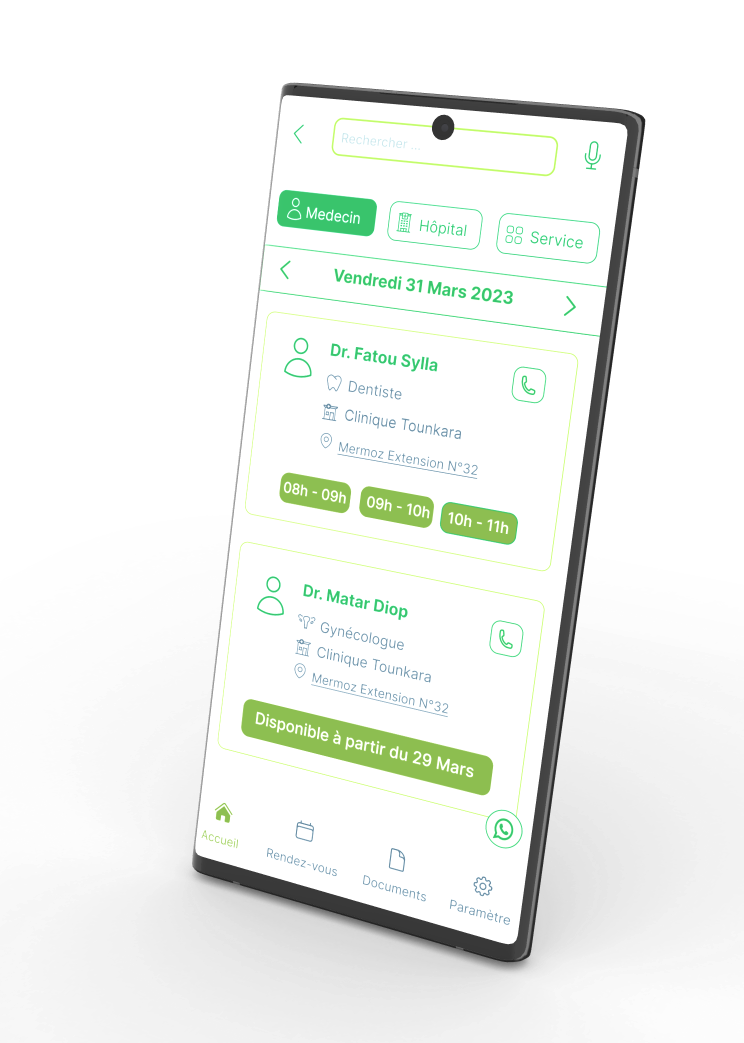 Rechercher ...
Medecin
Hôpital
Service
Vendredi 31 Mars 2023
Dr. Fatou Sylla
Dentiste
Clinique Tounkara
Mermoz Extension N°32
08h - 09h
09h - 10h
10h - 11h
Dr. Matar Diop
Gynécologue
Clinique Tounkara
Mermoz Extension N°32
Disponible à partir du 29 Mars
Accueil
Rendez-vous
Documents
Paramètre